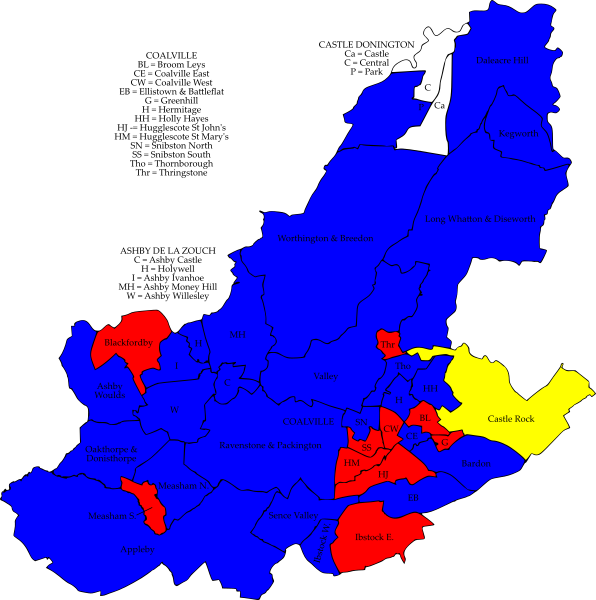 COALVILLE
BL = Broom Leys
CE = Coalville East
CW = Coalville West
EB = Ellistown & Battleflat
G = Greenhill
H = Hermitage
HH = Holly Hayes
HJ -= Hugglescote St John's
HM = Hugglescote St Mary's
SN = Snibston North
SS = Snibston South
Tho = Thornborough
Thr = Thringstone
CASTLE DONINGTON
Ca = Castle
C = Central
P = Park
ASHBY DE LA ZOUCH
C = Ashby Castle
H = Holywell
I = Ashby Ivanhoe
MH = Ashby Money Hill
W = Ashby Willesley
Daleacre Hill
C
P
Ca
Kegworth
Long Whatton & Diseworth
Worthington & Breedon
MH
H
Blackfordby
I
Thr
Valley
Tho
HH
H
Ashby
Woulds
W
Castle Rock
COALVILLE
SN
BL
CW
CE
G
Oakthorpe &
Donisthorpe
Ravenstone & Packington
SS
HM
HJ
Bardon
Measham N.
EB
Measham S.
Sence Valley
Ibstock W.
Ibstock E.
Appleby